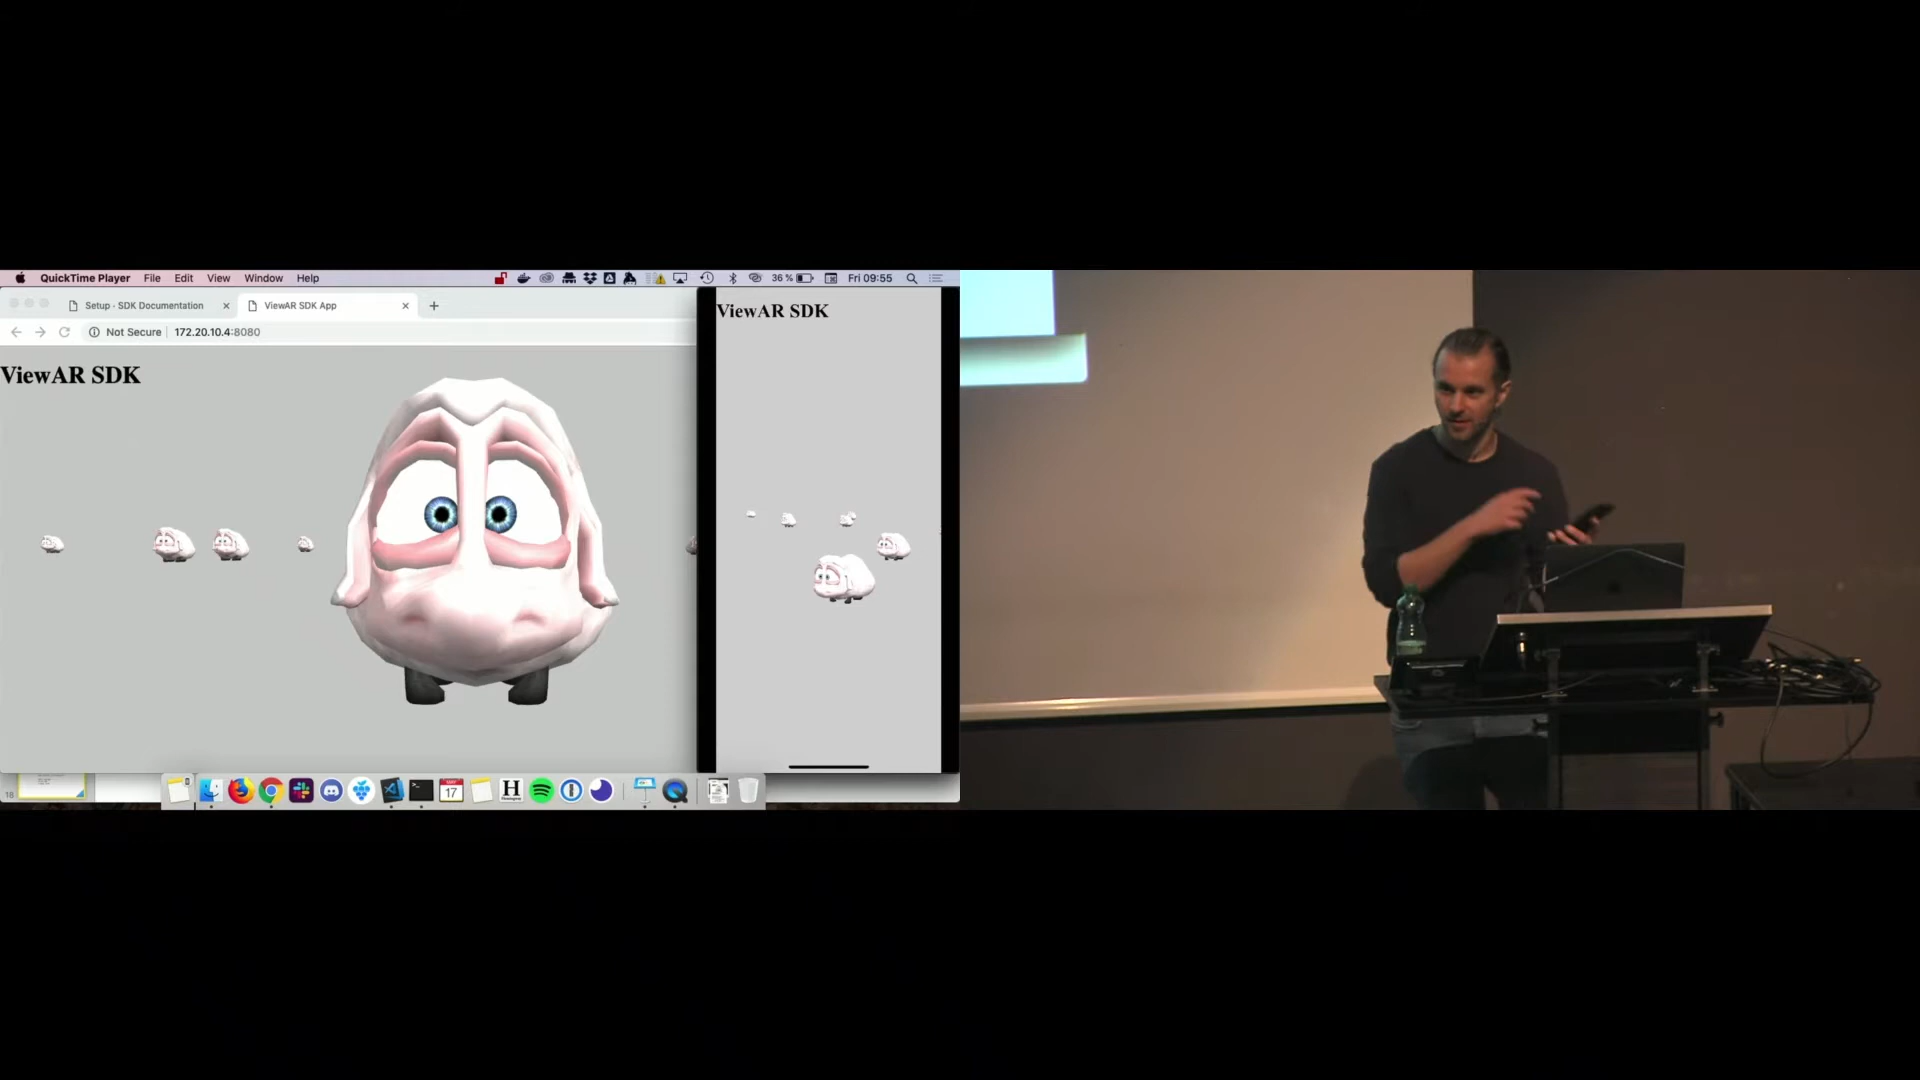 QuickTime Player File Edit View Window Help 36 % Fri 09:55
Setup - SDK Documentation ViewAR SDK App
Not Secure 172.20.10.4:8080
ViewAR SDK
ViewAR SDK
17
H
18